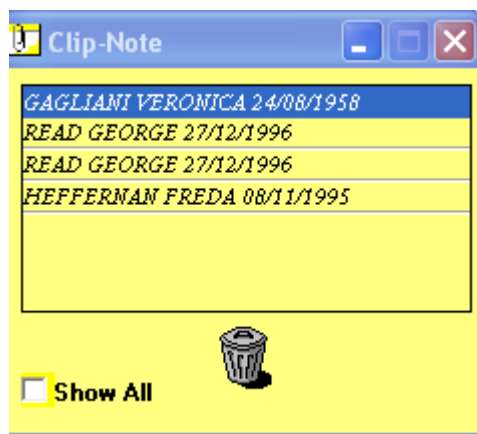 Clip-Note
GAGLIANI VERONICA 24/08/1958
READ GEORGE 27/12/1996
READ GEORGE 27/12/1996
HEFFERNAN FREDA 08/11/1995
Show All